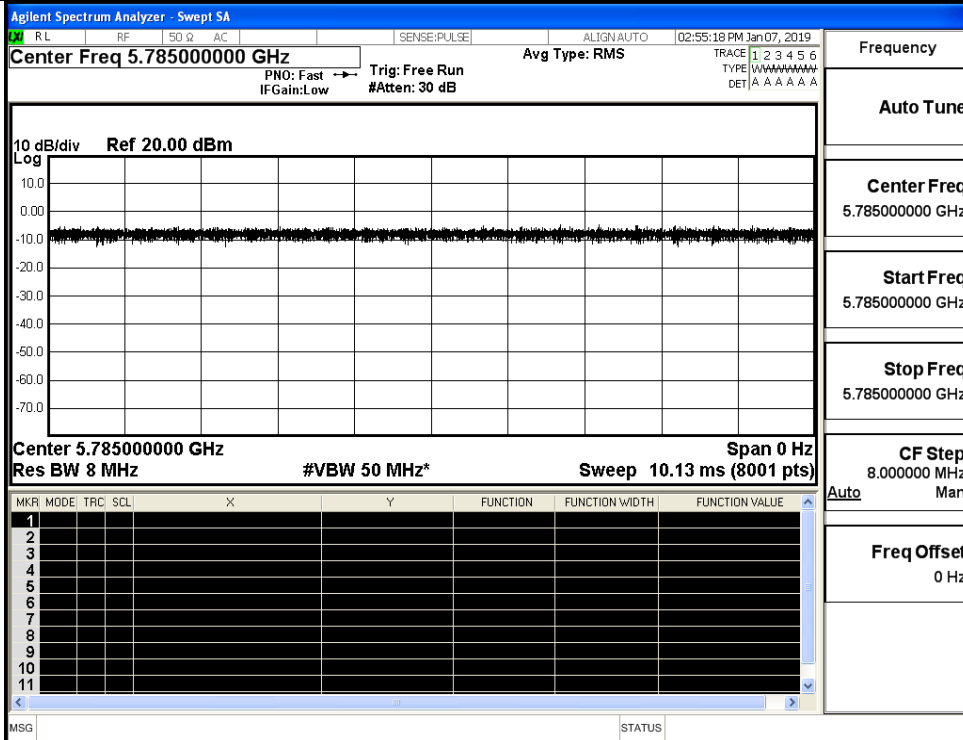 Agilent Spectrum Analyzer - Swept SA
LXI RL RF 50 Ω AC SENSE:PULSE ALIGN AUTO 02:55:18 PM Jan 07, 2019
Center Freq 5.785000000 GHz
PNO: Fast
IFGain:Low
Trig: Free Run
#Atten: 30 dB
Avg Type: RMS
TRACE 1 2 3 4 5 6
TYPE WWWWWW
DET A A A A A A
10 dB/div Ref 20.00 dBm
Log
10.0
0.00
-10.0
-20.0
-30.0
-40.0
-50.0
-60.0
-70.0
Center 5.785000000 GHz Span 0 Hz
Res BW 8 MHz #VBW 50 MHz* Sweep 10.13 ms (8001 pts)
MKR MODE TRC SCL X Y FUNCTION FUNCTION WIDTH FUNCTION VALUE
1
2
3
4
5
6
7
8
9
10
11
MSG STATUS
Frequency
Auto Tune
Center Freq
5.785000000 GHz
Start Freq
5.785000000 GHz
Stop Freq
5.785000000 GHz
CF Step
8.000000 MHz
Auto Man
Freq Offset
0 Hz